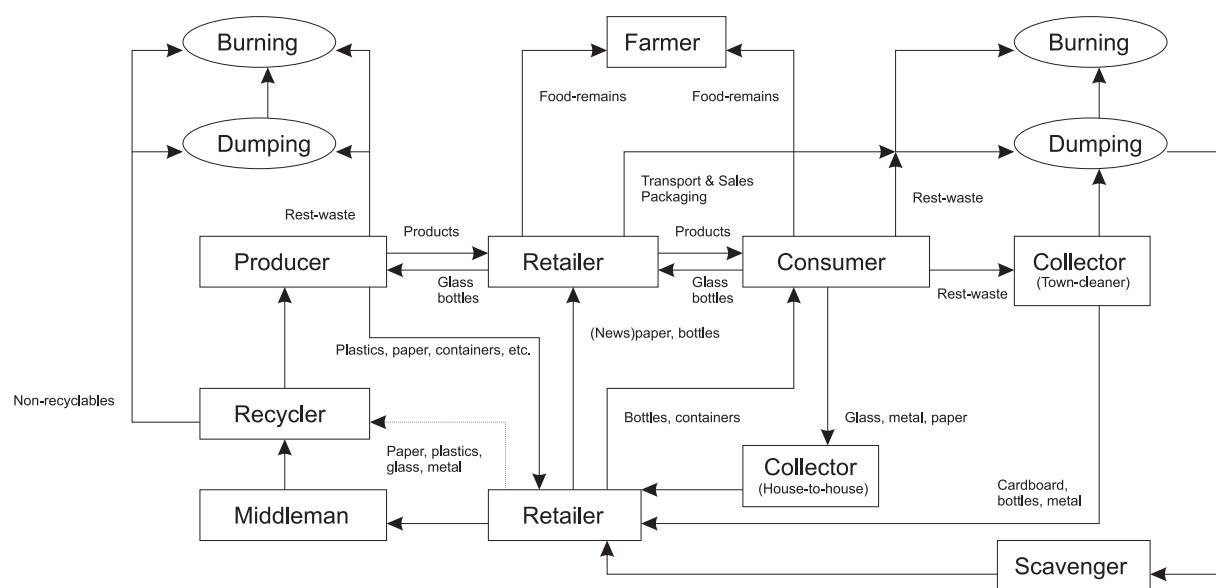 Burning
Farmer
Burning
Food-remains
Food-remains
Dumping
Dumping
Transport & Sales
Packaging
Rest-waste
Rest-waste
Products
Products
Producer
Retailer
Consumer
Collector
(Town-cleaner)
Glass
bottles
Glass
bottles
Rest-waste
(News)paper, bottles
Plastics, paper, containers, etc.
Non-recyclables
Recycler
Bottles, containers
Glass, metal, paper
Paper, plastics,
glass, metal
Collector
(House-to-house)
Cardboard,
bottles, metal
Middleman
Retailer
Scavenger